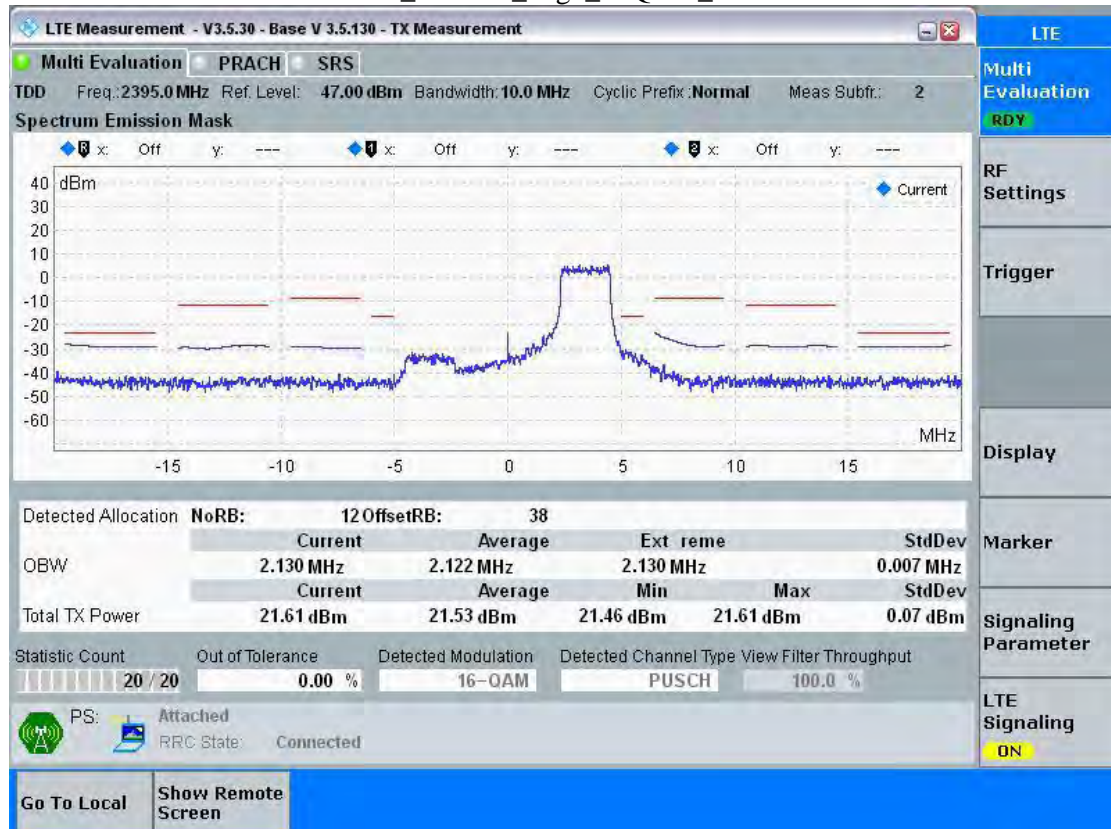 LTE Measurement - V3.5.30 - Base V 3.5.130 - TX Measurement
LTE
Multi Evaluation PRACH SRS
Multi Evaluation RDY
TDD Freq.:2395.0 MHz Ref. Level: 47.00 dBm Bandwidth:10.0 MHz Cyclic Prefix :Normal Meas Subfr.: 2
Spectrum Emission Mask
R x: Off y: --- 1 x: Off y: --- 2 x: Off y: ---
40 dBm
Current
30
20
10
0
-10
-20
-30
-40
-50
-60
MHz
-15 -10 -5 0 5 10 15
RF Settings
Trigger
Display
Marker
Signaling Parameter
LTE Signaling ON
Detected Allocation NoRB: 12 OffsetRB: 38
Current Average Ext reme StdDev
OBW 2.130 MHz 2.122 MHz 2.130 MHz 0.007 MHz
Current Average Min Max StdDev
Total TX Power 21.61 dBm 21.53 dBm 21.46 dBm 21.61 dBm 0.07 dBm
Statistic Count Out of Tolerance Detected Modulation Detected Channel Type View Filter Throughput
20 / 20 0.00 % 16-QAM PUSCH 100.0 %
PS: Attached
RRC State: Connected
Go To Local Show Remote Screen